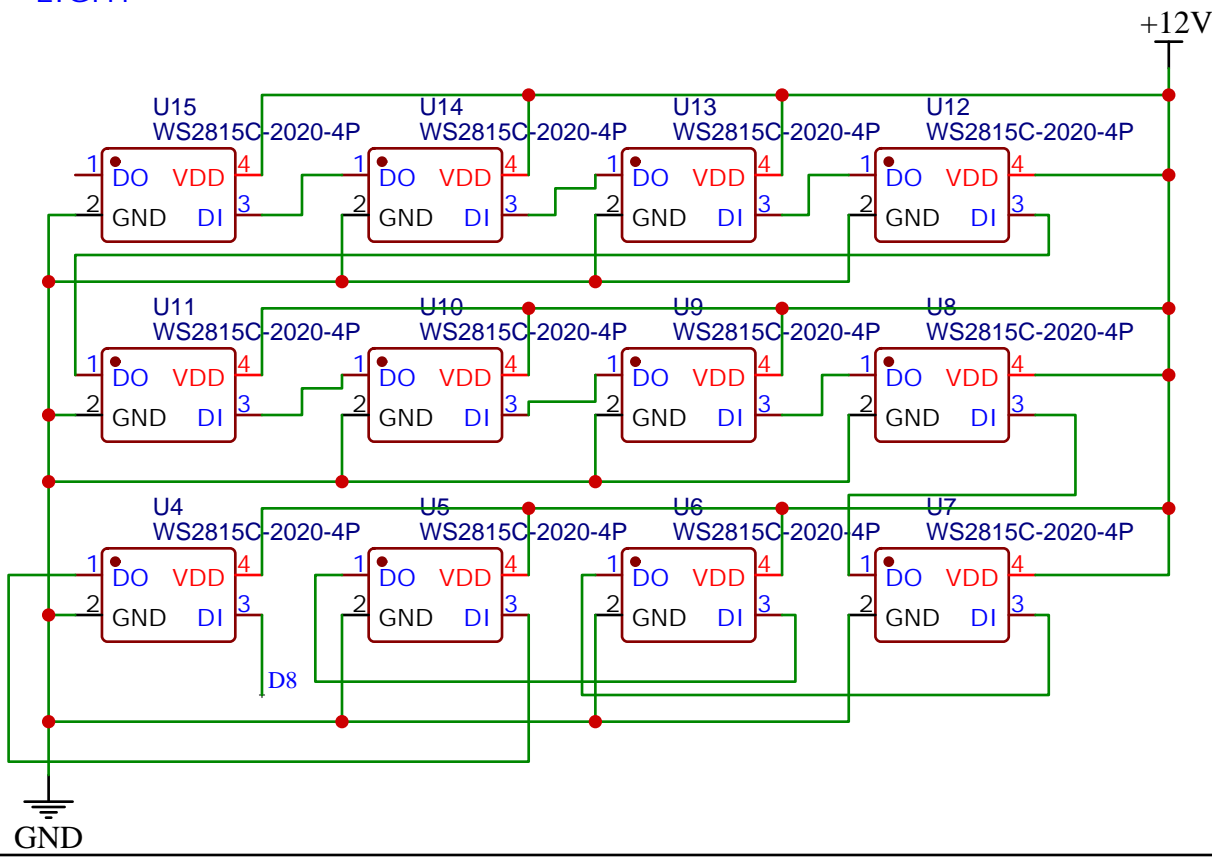 +12V
U15 U14 U13 U12
WS2815C-2020-4P WS2815C-2020-4P WS2815C-2020-4P WS2815C-2020-4P
1 DO VDD 4 1 DO VDD 4 1 DO VDD 4 1 DO VDD 4
2 GND DI 3 2 GND DI 3 2 GND DI 3 2 GND DI 3
U11 U10 U9 U8
WS2815C-2020-4P WS2815C-2020-4P WS2815C-2020-4P WS2815C-2020-4P
1 DO VDD 4 1 DO VDD 4 1 DO VDD 4 1 DO VDD 4
2 GND DI 3 2 GND DI 3 2 GND DI 3 2 GND DI 3
U4 U5 U6 U7
WS2815C-2020-4P WS2815C-2020-4P WS2815C-2020-4P WS2815C-2020-4P
1 DO VDD 4 1 DO VDD 4 1 DO VDD 4 1 DO VDD 4
2 GND DI 3 2 GND DI 3 2 GND DI 3 2 GND DI 3
D8
GND